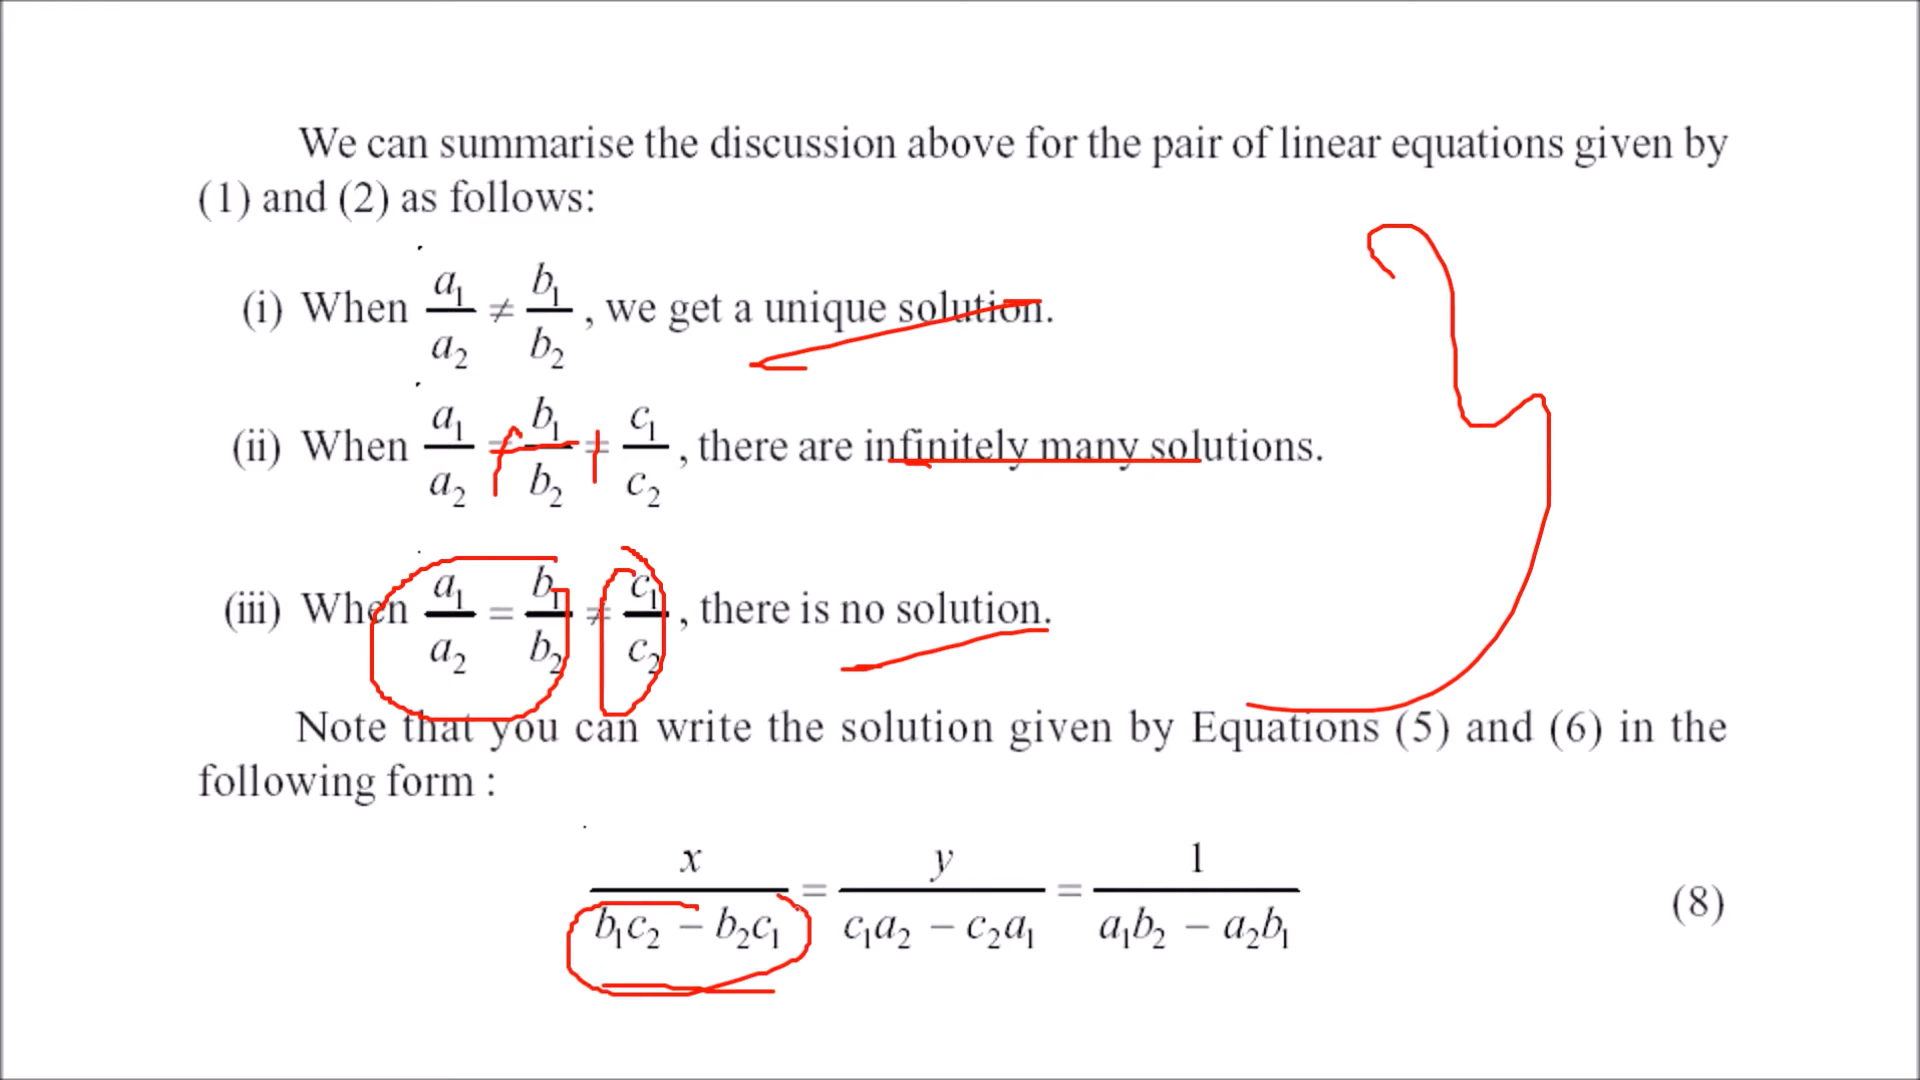 We can summarise the discussion above for the pair of linear equations given by
(1) and (2) as follows:
(i) When a₁/a₂ ≠ b₁/b₂ , we get a unique solution.
(ii) When a₁/a₂ = b₁/b₂ = c₁/c₂ , there are infinitely many solutions.
(iii) When a₁/a₂ = b₁/b₂ ≠ c₁/c₂ , there is no solution.
Note that you can write the solution given by Equations (5) and (6) in the
following form :
x/(b₁c₂ − b₂c₁) = y/(c₁a₂ − c₂a₁) = 1/(a₁b₂ − a₂b₁) (8)